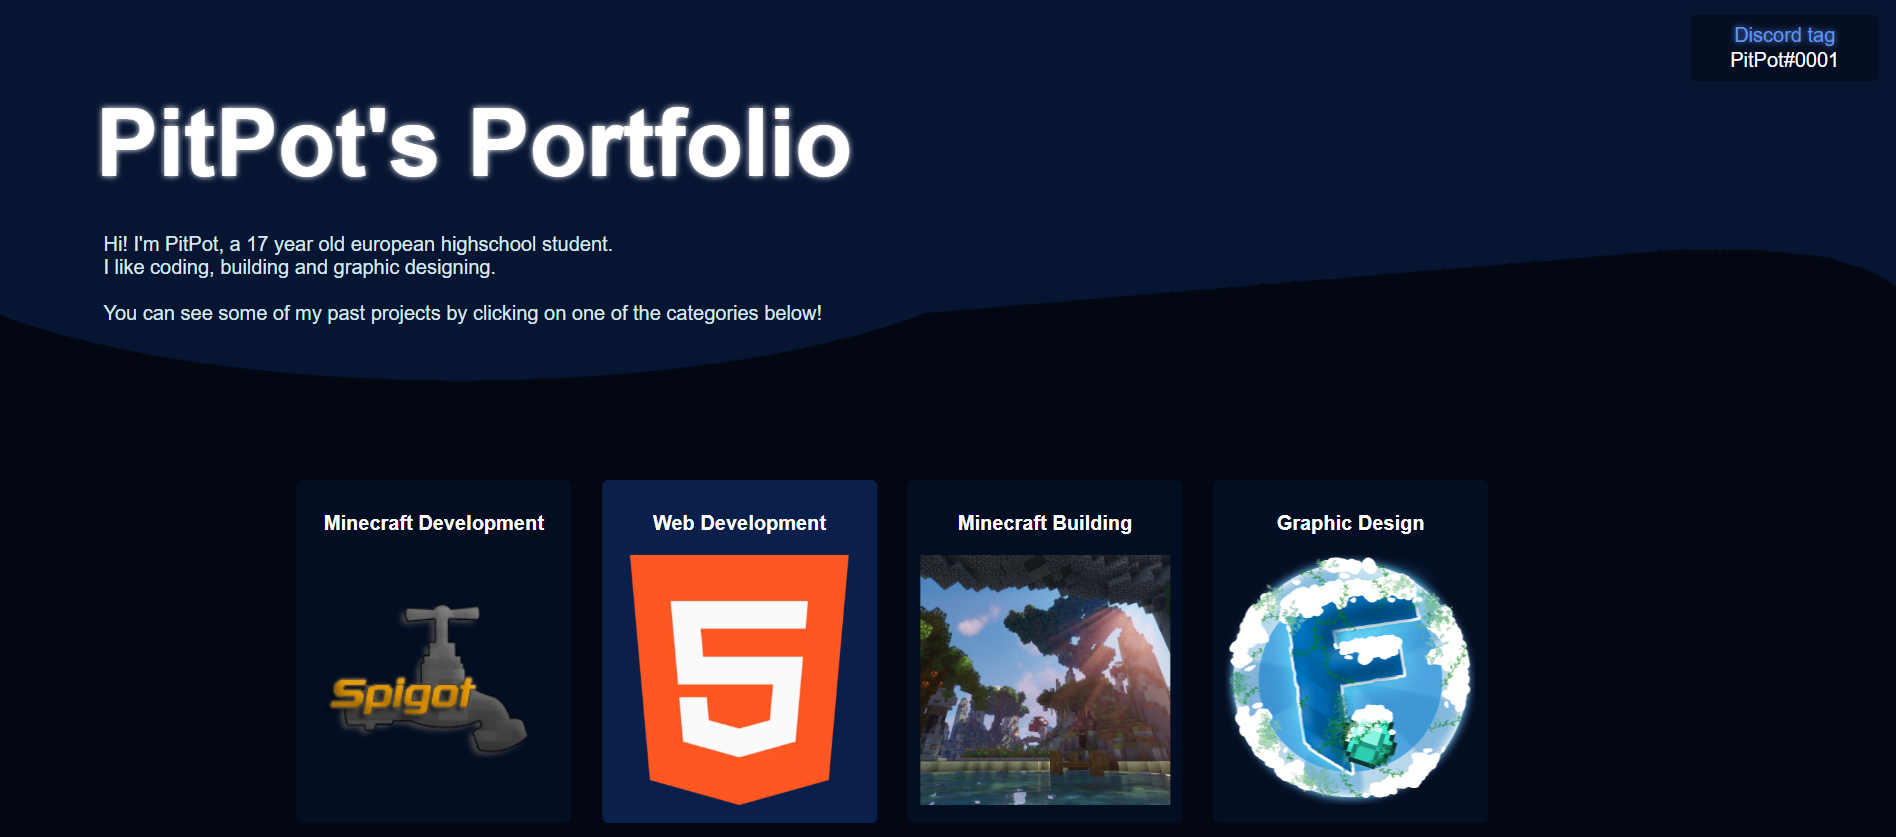 Discord tag
PitPot#0001
PitPot's Portfolio
Hi! I'm PitPot, a 17 year old european highschool student.
I like coding, building and graphic designing.
You can see some of my past projects by clicking on one of the categories below!
Minecraft Development
Web Development
Minecraft Building
Graphic Design
Spigot
5
F